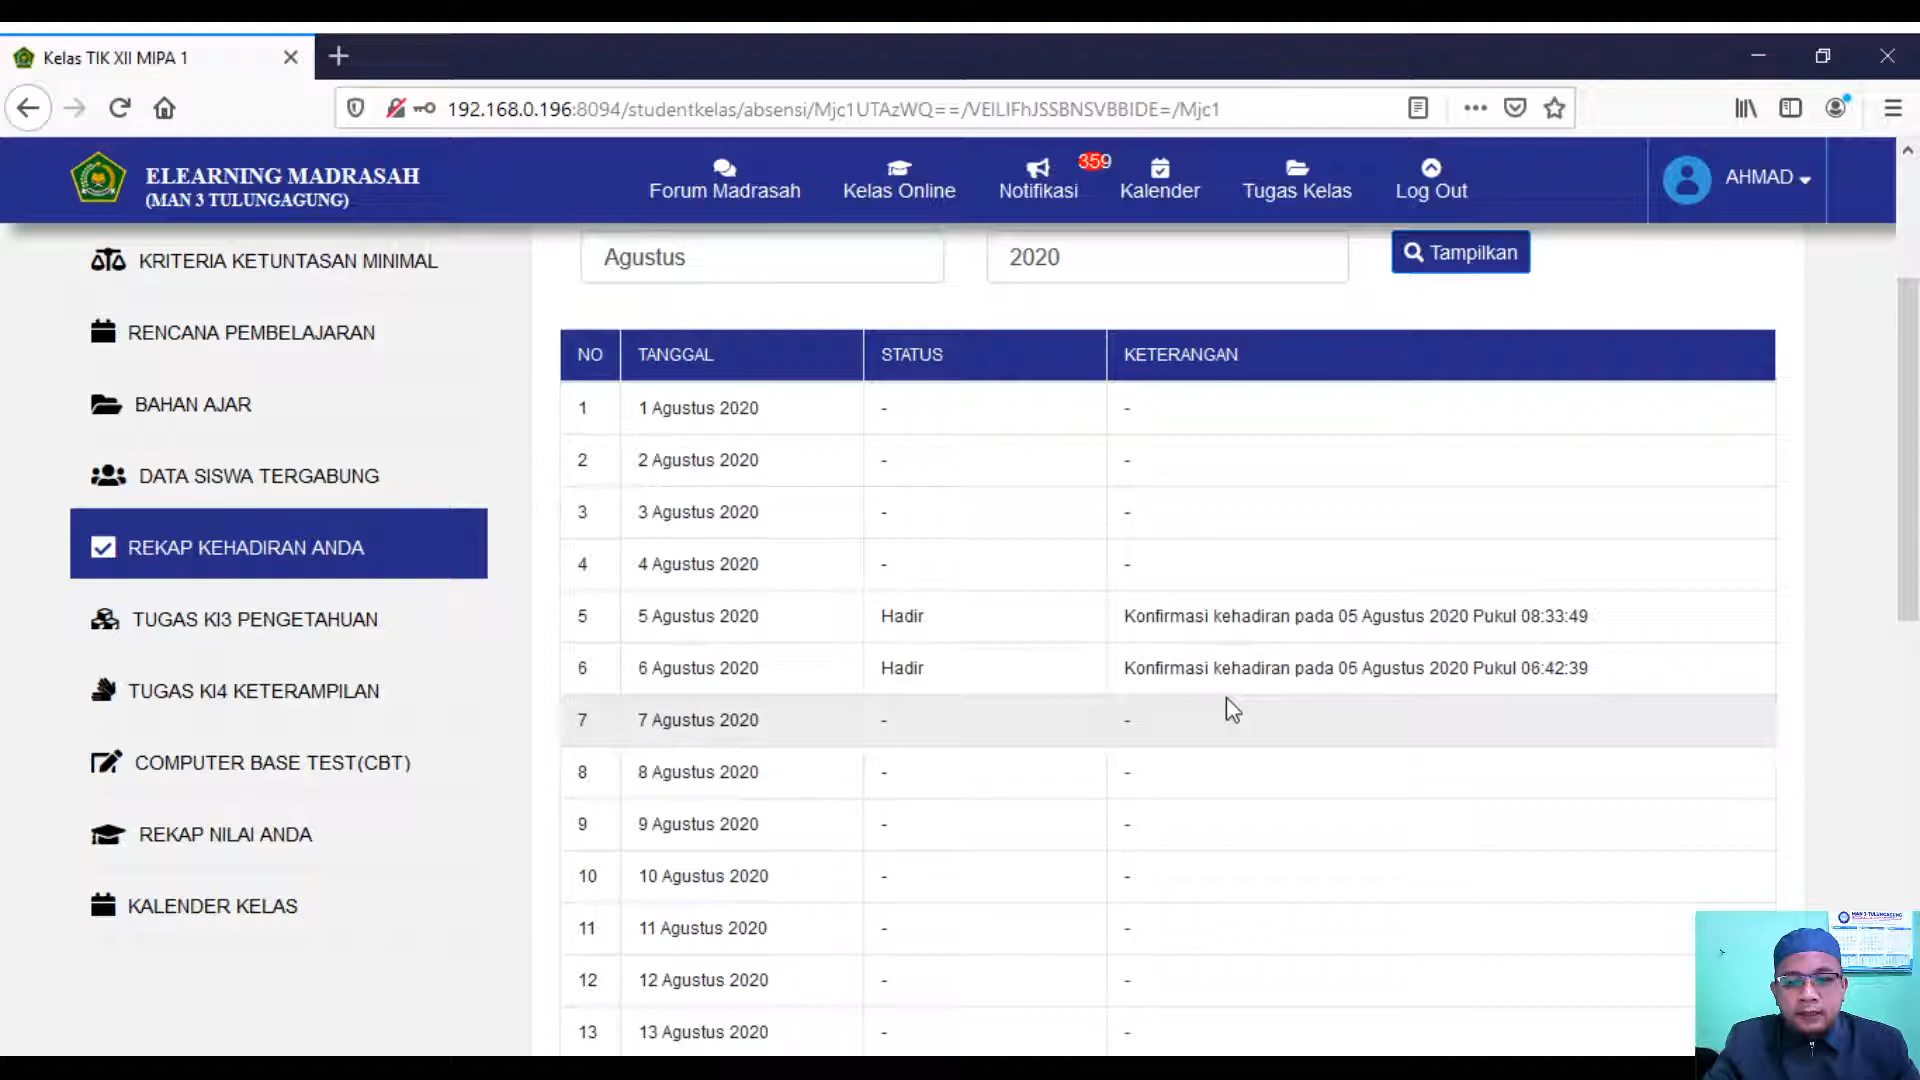 Kelas TIK XII MIPA 1
192.168.0.196:8094/studentkelas/absensi/Mjc1UTAzWQ==/VEILIFhJSSBNSVBBIDE=/Mjc1
ELEARNING MADRASAH
(MAN 3 TULUNGAGUNG)
Forum Madrasah
Kelas Online
Notifikasi 359
Kalender
Tugas Kelas
Log Out
AHMAD
KRITERIA KETUNTASAN MINIMAL
RENCANA PEMBELAJARAN
BAHAN AJAR
DATA SISWA TERGABUNG
REKAP KEHADIRAN ANDA
TUGAS KI3 PENGETAHUAN
TUGAS KI4 KETERAMPILAN
COMPUTER BASE TEST(CBT)
REKAP NILAI ANDA
KALENDER KELAS
Agustus 2020 Tampilkan
NO TANGGAL STATUS KETERANGAN
1 1 Agustus 2020 - -
2 2 Agustus 2020 - -
3 3 Agustus 2020 - -
4 4 Agustus 2020 - -
5 5 Agustus 2020 Hadir Konfirmasi kehadiran pada 05 Agustus 2020 Pukul 08:33:49
6 6 Agustus 2020 Hadir Konfirmasi kehadiran pada 05 Agustus 2020 Pukul 06:42:39
7 7 Agustus 2020 - -
8 8 Agustus 2020 - -
9 9 Agustus 2020 - -
10 10 Agustus 2020 - -
11 11 Agustus 2020 - -
12 12 Agustus 2020 - -
13 13 Agustus 2020 - -
MAN 3 TULUNGAGUNG